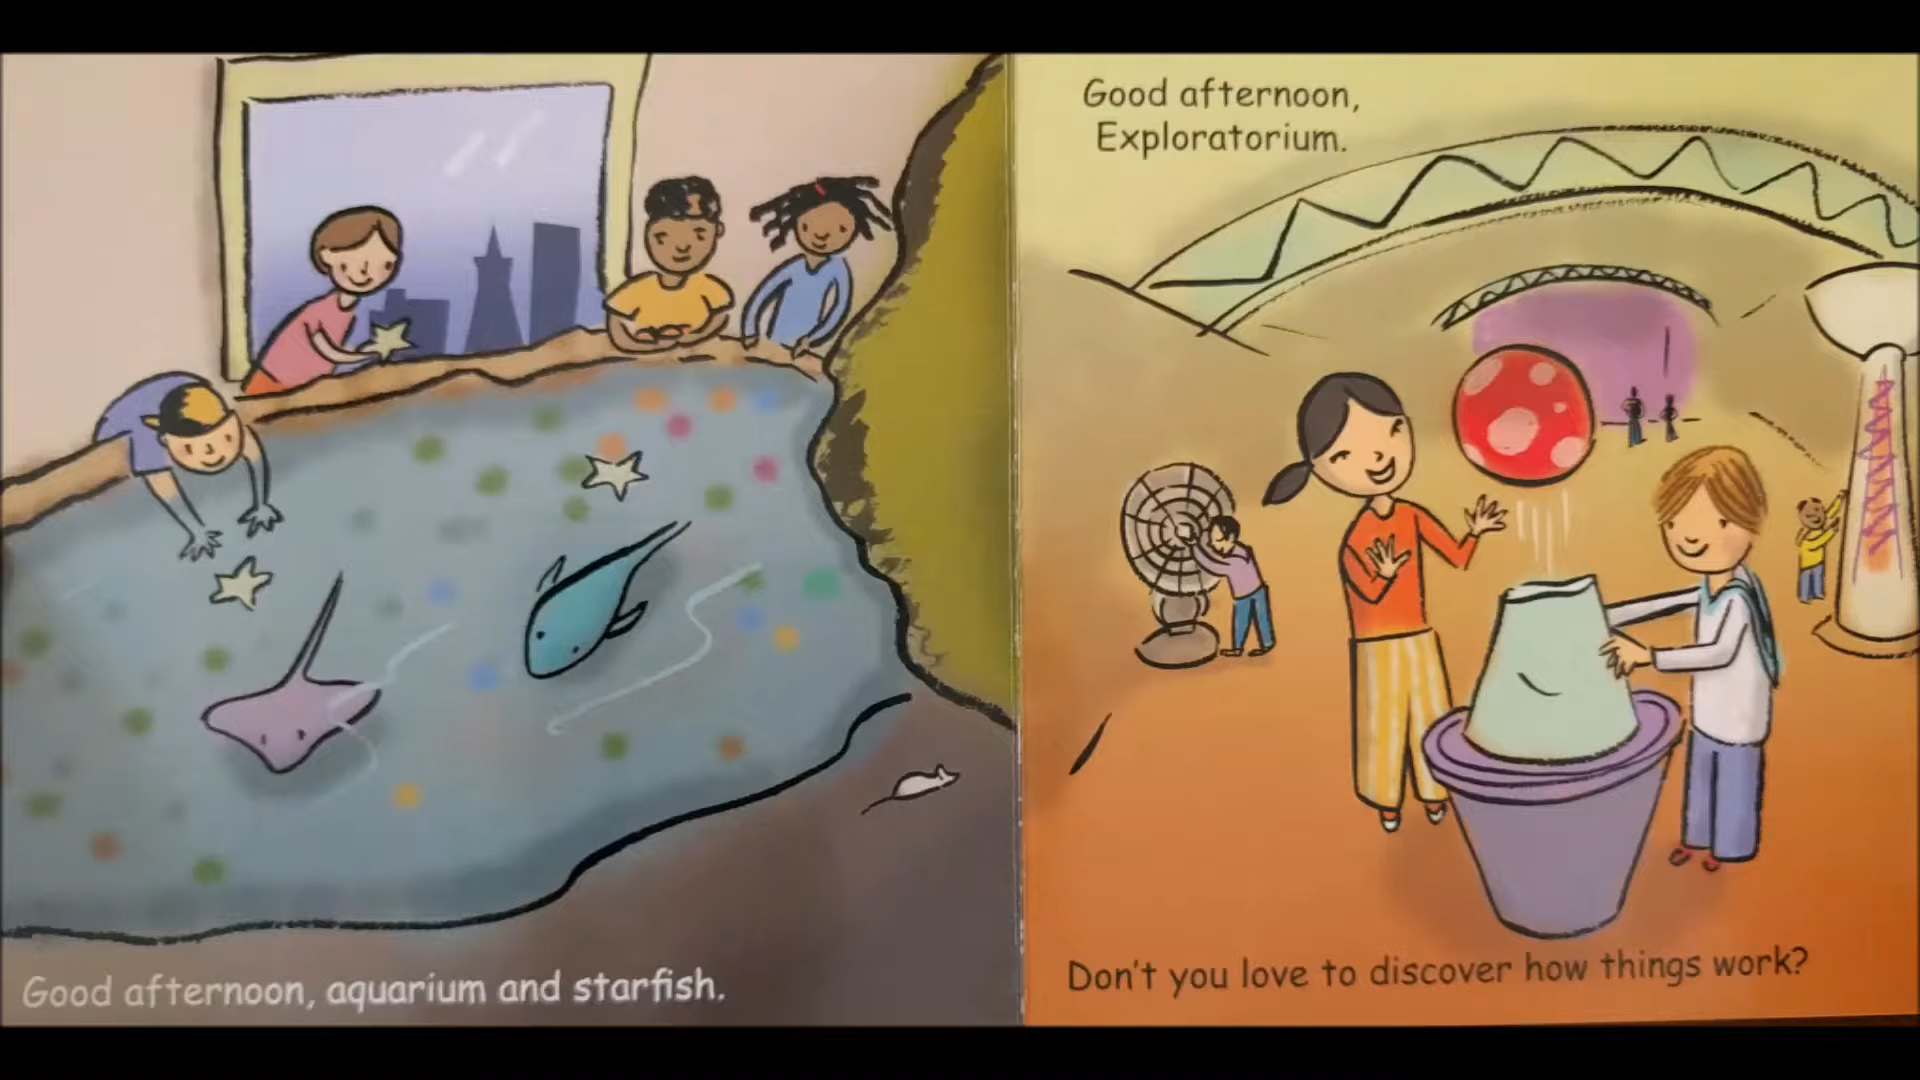 Good afternoon, aquarium and starfish.
Good afternoon,
Exploratorium.
Don't you love to discover how things work?